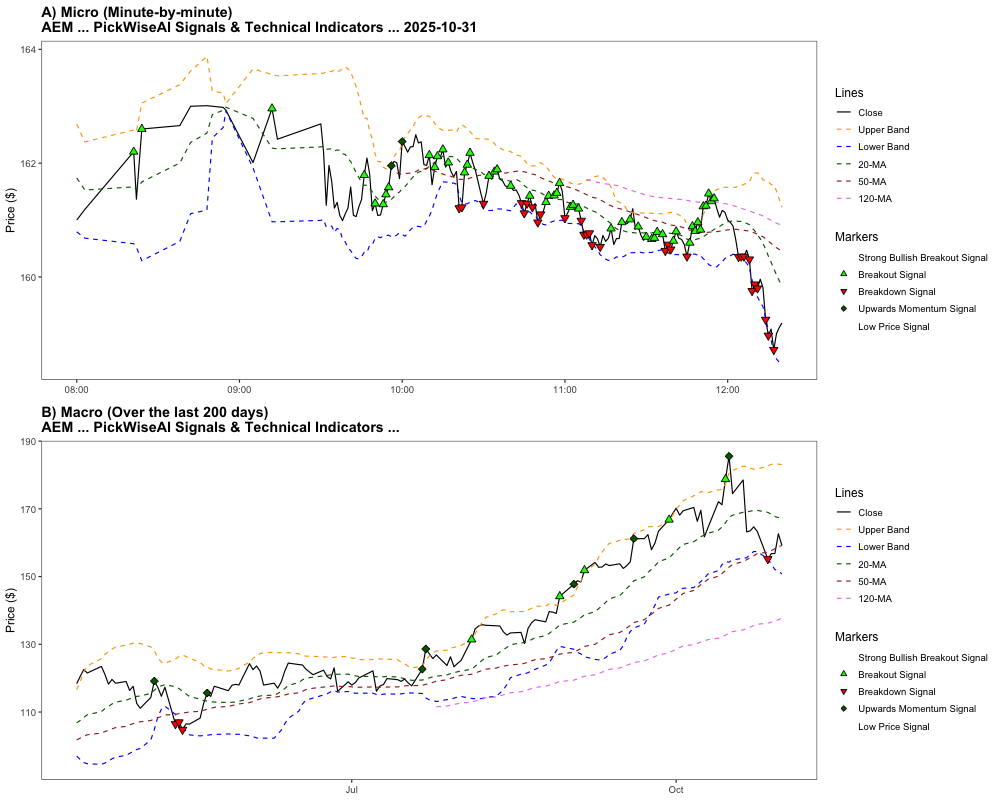 A) Micro (Minute-by-minute)
AEM ... PickWiseAI Signals & Technical Indicators ... 2025-10-31
164
162
160
Price ($)
08:00
09:00
10:00
11:00
12:00
Lines
Close
Upper Band
Lower Band
20-MA
50-MA
120-MA
Markers
Strong Bullish Breakout Signal
Breakout Signal
Breakdown Signal
Upwards Momentum Signal
Low Price Signal
B) Macro (Over the last 200 days)
AEM ... PickWiseAI Signals & Technical Indicators ...
190
170
150
130
110
Price ($)
Jul
Oct
Lines
Close
Upper Band
Lower Band
20-MA
50-MA
120-MA
Markers
Strong Bullish Breakout Signal
Breakout Signal
Breakdown Signal
Upwards Momentum Signal
Low Price Signal